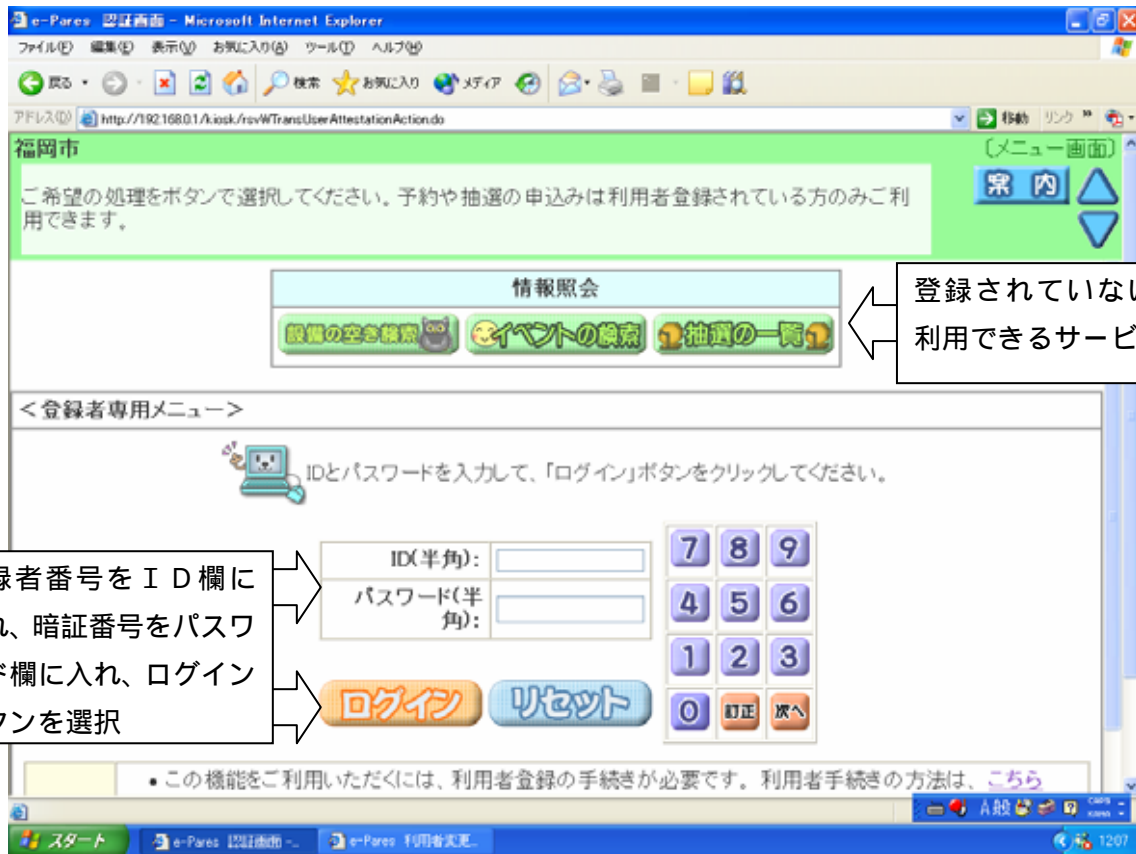 e-Pares 認証画面 - Microsoft Internet Explorer
ファイル(F) 編集(E) 表示(V) お気に入り(A) ツール(T) ヘルプ(H)
戻る 検索 お気に入り メディア
アドレス(D) http://192.168.0.1/kiosk/rsvWTransUserAttestationAction.do 移動 リンク »
福岡市 〔メニュー画面〕
ご希望の処理をボタンで選択してください。予約や抽選の申込みは利用者登録されている方のみご利
用できます。
案内
情報照会
設備の空き検索 イベントの検索 抽選の一覧
登録されていない
利用できるサービ
<登録者専用メニュー>
IDとパスワードを入力して、「ログイン」ボタンをクリックしてください。
ID(半角):
パスワード(半
角):
7 8 9
4 5 6
1 2 3
0 訂正 次へ
録者番号をＩＤ欄に
れ、暗証番号をパスワ
ド欄に入れ、ログイン
タンを選択
ログイン リセット
• この機能をご利用いただくには、利用者登録の手続きが必要です。利用者手続きの方法は、こちら
A 般 CAPS KANA
スタート e-Pares 認証画面 -... e-Pares 利用者変更... 12:07